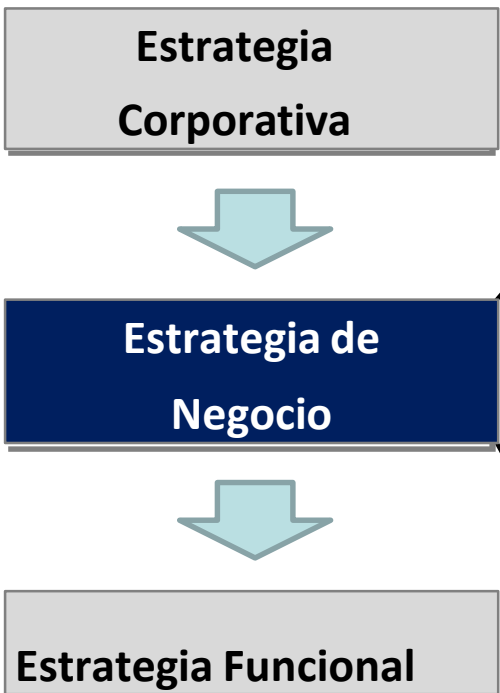 Estrategia
Corporativa
Estrategia de
Negocio
Estrategia Funcional